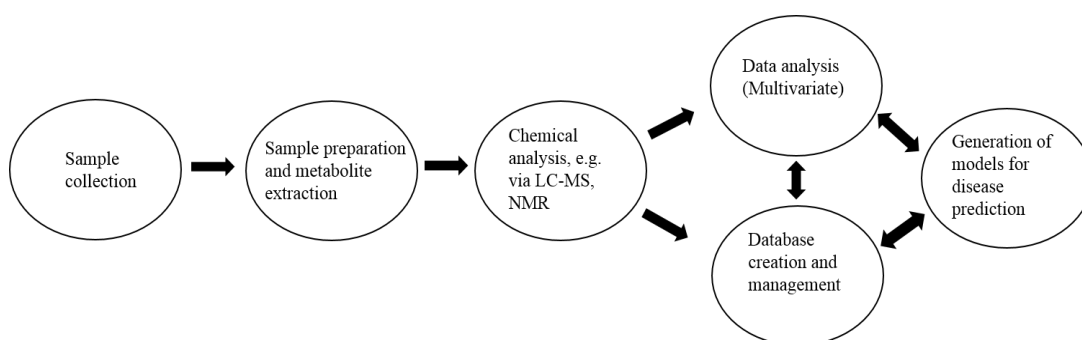 Sample
collection
Sample preparation
and metabolite
extraction
Chemical
analysis, e.g.
via LC-MS,
NMR
Data analysis
(Multivariate)
Database
creation and
management
Generation of
models for
disease
prediction